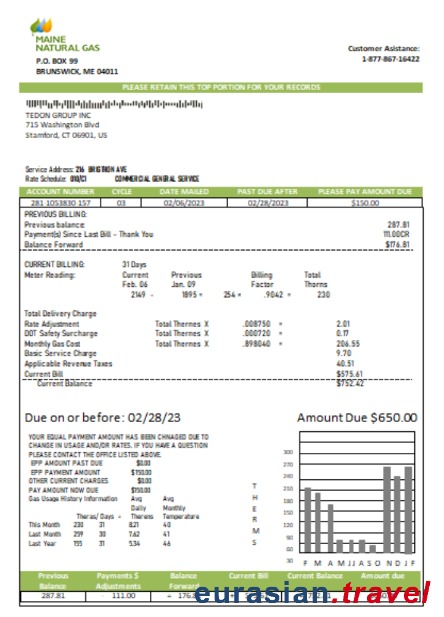 MAINE
NATURAL GAS
P.O. BOX 99
BRUNSWICK, ME 04011
Customer Asistance:
1-877-867-16422
PLEASE RETAIN THIS TOP PORTION FOR YOUR RECORDS
TEDON GROUP INC
715 Washington Blvd
Stamford, CT 06901, US
Service Address: 216 BRIGTION AVE
Rate Schedule: 010/C1 COMMERCIAL GENERAL SERVICE
ACCOUNT NUMBER CYCLE DATE MAILED PAST DUE AFTER PLEASE PAY AMOUNT DUE
281 1053830 157 03 02/06/2023 02/28/2023 $150.00
PREVIOUS BILLING:
Previous balance: 287.81
Payment(s) Since Last Bill - Thank You 111.00CR
Balance Forward $176.81
CURRENT BILLING: 31 Days
Meter Reading: Current Previous Billing Total
Feb. 06 Jan. 09 Factor Therms
2149 - 1895 = 254 x .9042 = 230
Total Delivery Charge
Rate Adjustment Total Thernes X .008750 = 2.01
DOT Safety Surcharge Total Thernes X .000720 = 0.17
Monthly Gas Cost Total Thernes X .898040 = 206.55
Basic Service Charge 9.70
Applicable Revenue Taxes 40.51
Current Bill $575.61
Current Balance $752.42
Due on or before: 02/28/23 Amount Due $650.00
YOUR EQUAL PAYMENT AMOUNT HAS BEEN CHNAGED DUE TO
CHANGE IN USAGE AND/OR RATES. IF YOU HAVE A QUESTION
PLEASE CONTACT THE OFFICE LISTED ABOVE.
EPP AMOUNT PAST DUE $0.00
EPP PAYMENT AMOUNT $150.00
OTHER CURRENT CHARGES $0.00
PAY AMOUNT NOW DUE $150.00
Gas Usage History Information Avg Avg
Daily Monthly
Theras/ Days = Therens Temperature
This Month 230 31 8.21 40
Last Month 259 30 7.62 41
Last Year 155 31 5.34 46
THERMS
300
270
240
210
180
150
120
90
60
30
F M A M J J A S O N D J F
Previous Balance Payments $ Adjustments Balance Forward Current Bill Current Balance Amount due
287.81 - 111.00 + 176.8
eurasian.travel